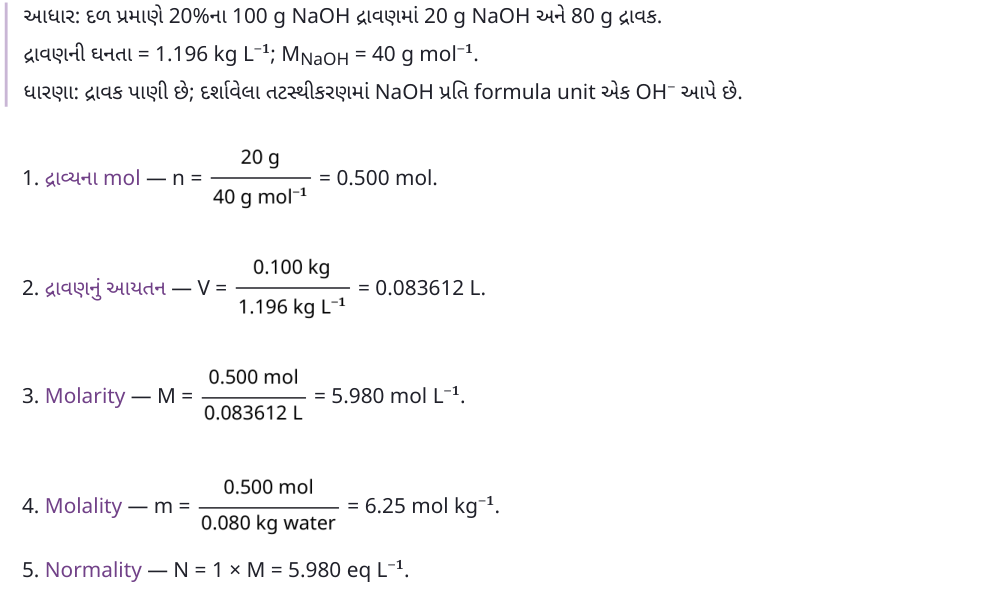 આધાર: દળ પ્રમાણે 20%ના 100 g NaOH દ્રાવણમાં 20 g NaOH અને 80 g દ્રાવક.
દ્રાવણની ઘનતા = 1.196 kg L⁻¹; M_NaOH = 40 g mol⁻¹.
ધારણા: દ્રાવક પાણી છે; દર્શાવેલા તટસ્થીકરણમાં NaOH પ્રતિ formula unit એક OH⁻ આપે છે.
1. દ્રાવ્યના mol — n = 20 g / 40 g mol⁻¹ = 0.500 mol.
2. દ્રાવણનું આયતન — V = 0.100 kg / 1.196 kg L⁻¹ = 0.083612 L.
3. Molarity — M = 0.500 mol / 0.083612 L = 5.980 mol L⁻¹.
4. Molality — m = 0.500 mol / 0.080 kg water = 6.25 mol kg⁻¹.
5. Normality — N = 1 × M = 5.980 eq L⁻¹.